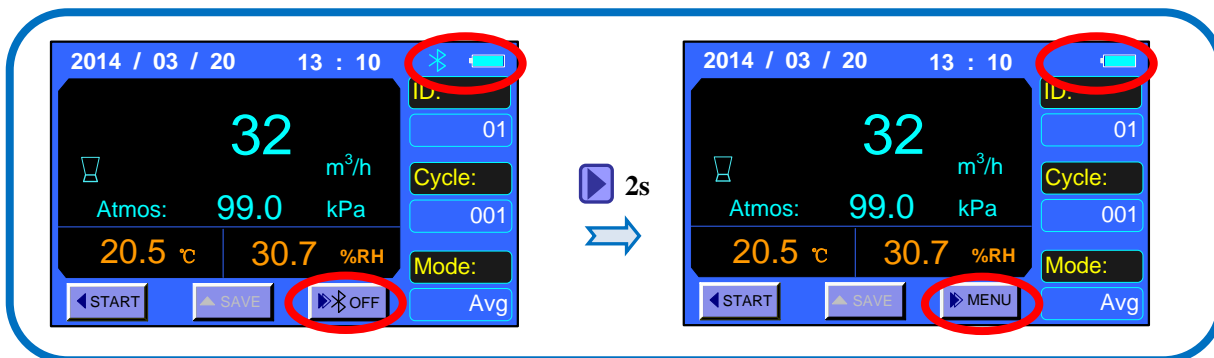 2014 / 03 / 20 13 : 10
ID:
32
01
m³/h
Cycle:
Atmos: 99.0 kPa
001
20.5 ℃ 30.7 %RH
Mode:
START SAVE OFF
Avg
2s
2014 / 03 / 20 13 : 10
ID:
32
01
m³/h
Cycle:
Atmos: 99.0 kPa
001
20.5 ℃ 30.7 %RH
Mode:
START SAVE MENU
Avg